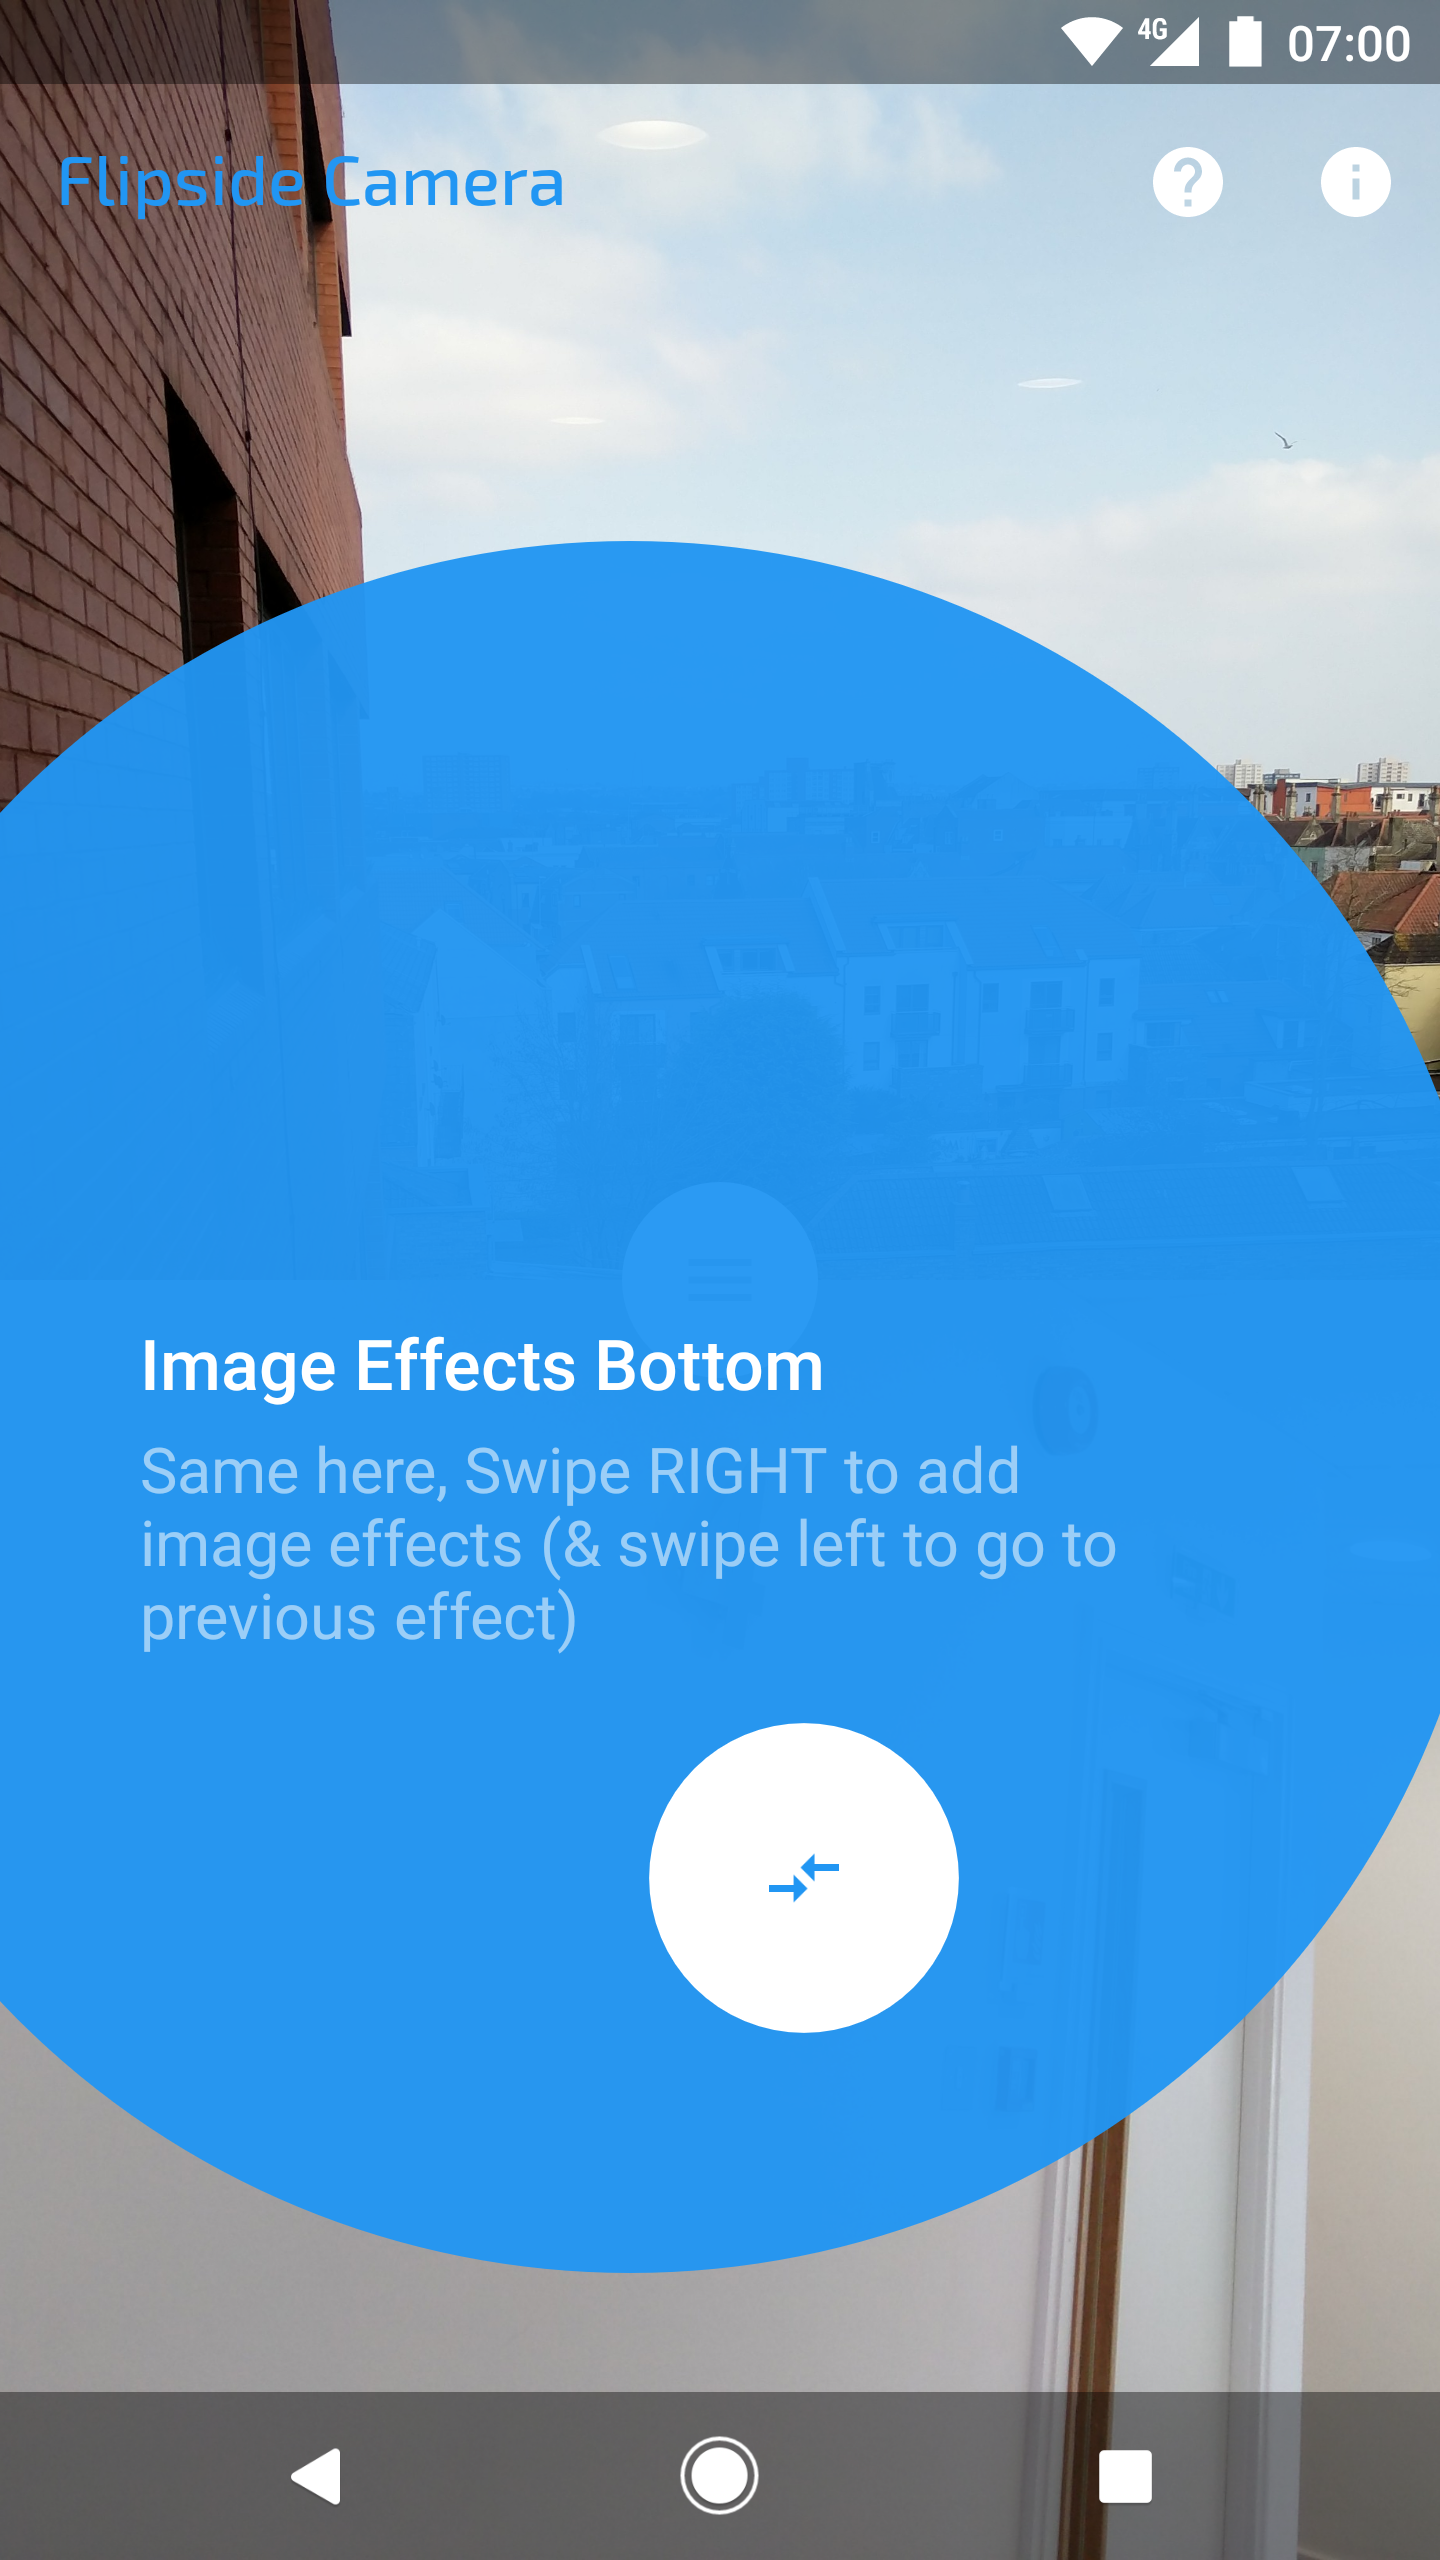 4G 07:00
Flipside Camera
Image Effects Bottom
Same here, Swipe RIGHT to add
image effects (& swipe left to go to
previous effect)